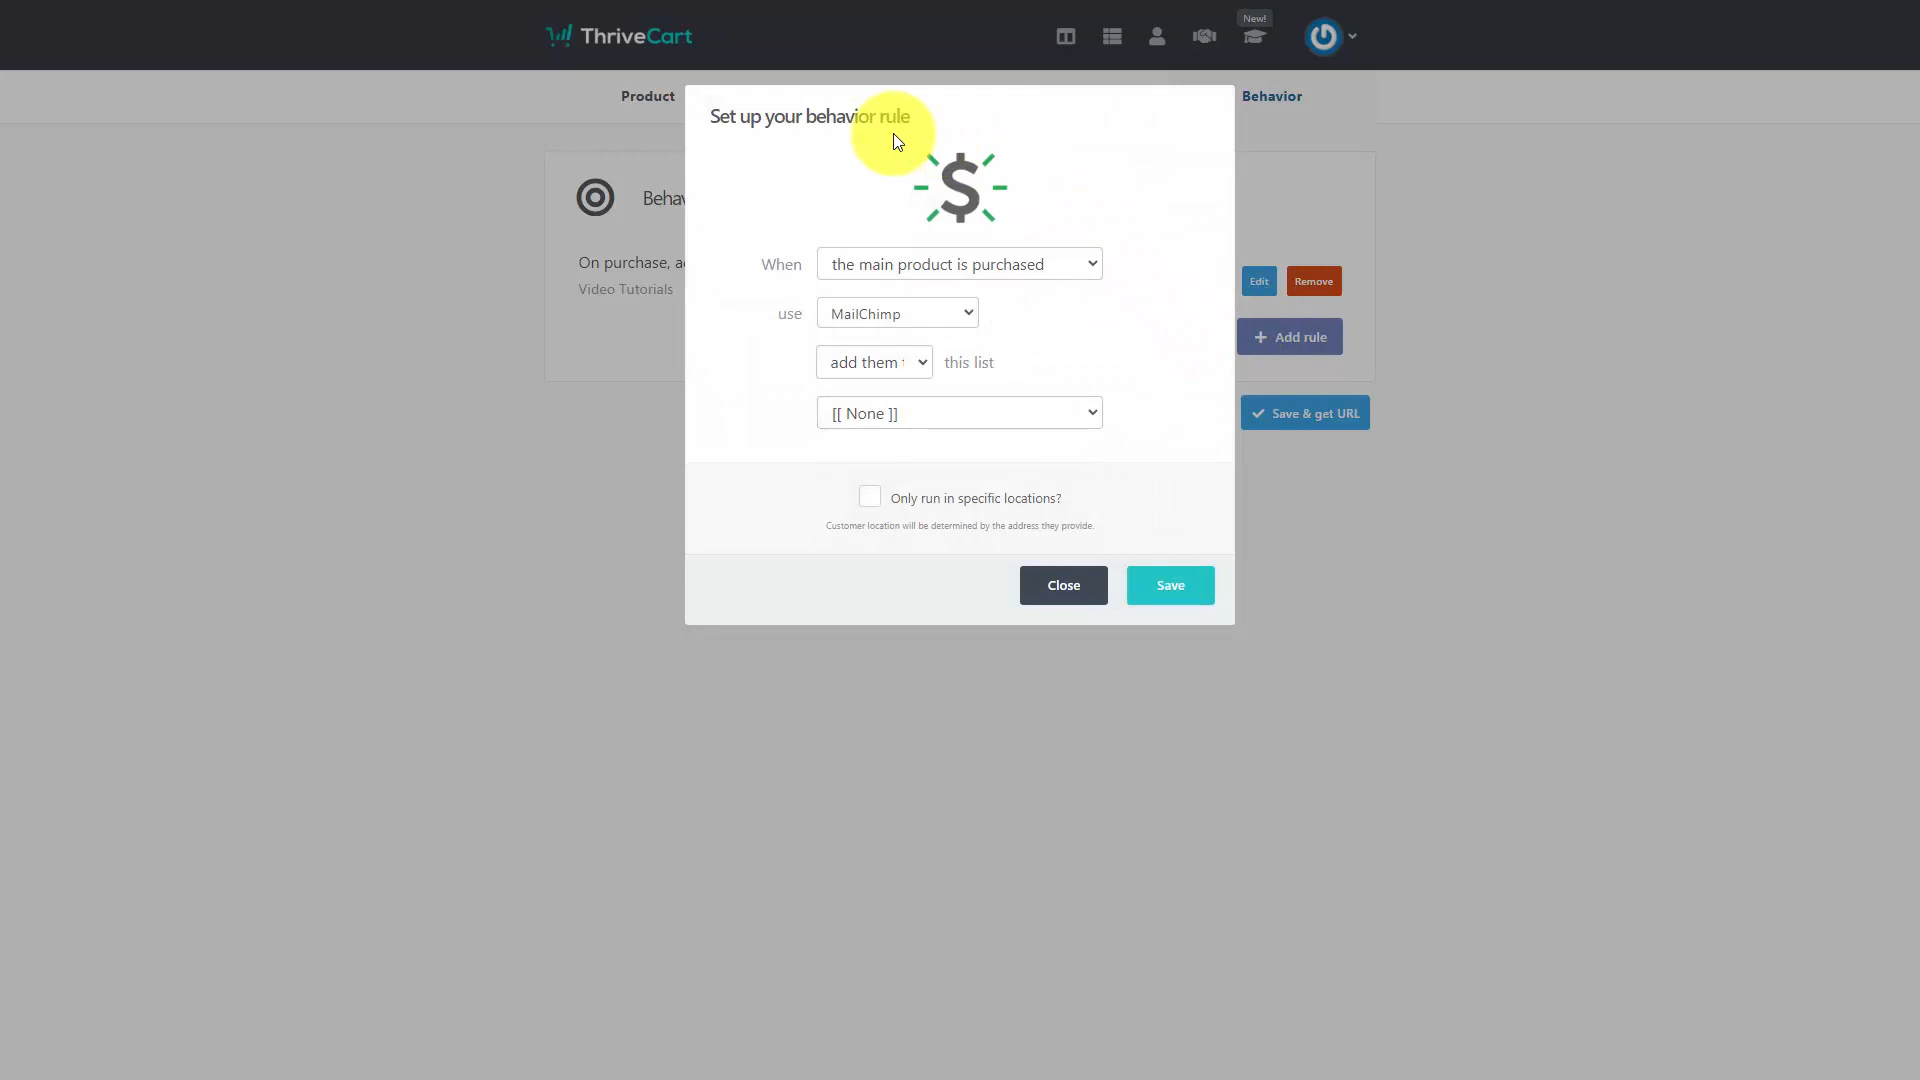 New!
ThriveCart
Product
Behavior
Set up your behavior rule
Behav
$
When the main product is purchased
On purchase, a
Edit
Remove
Video Tutorials
use MailChimp
+ Add rule
add them this list
[[ None ]]
Save & get URL
Only run in specific locations?
Customer location will be determined by the address they provide.
Close
Save